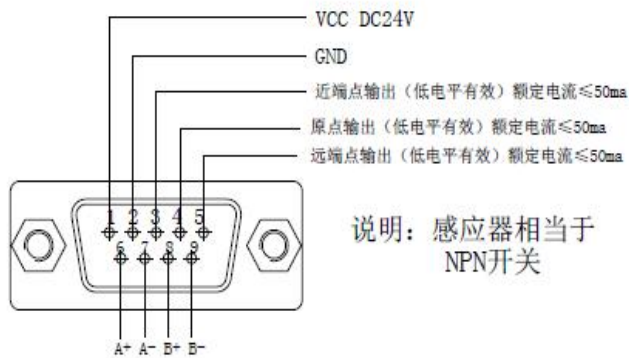 VCC DC24V
GND
近端点输出（低电平有效）额定电流≤50ma
原点输出（低电平有效）额定电流≤50ma
远端点输出（低电平有效）额定电流≤50ma
1 2 3 4 5
6 7 8 9
说明：感应器相当于
NPN开关
A+ A- B+ B-